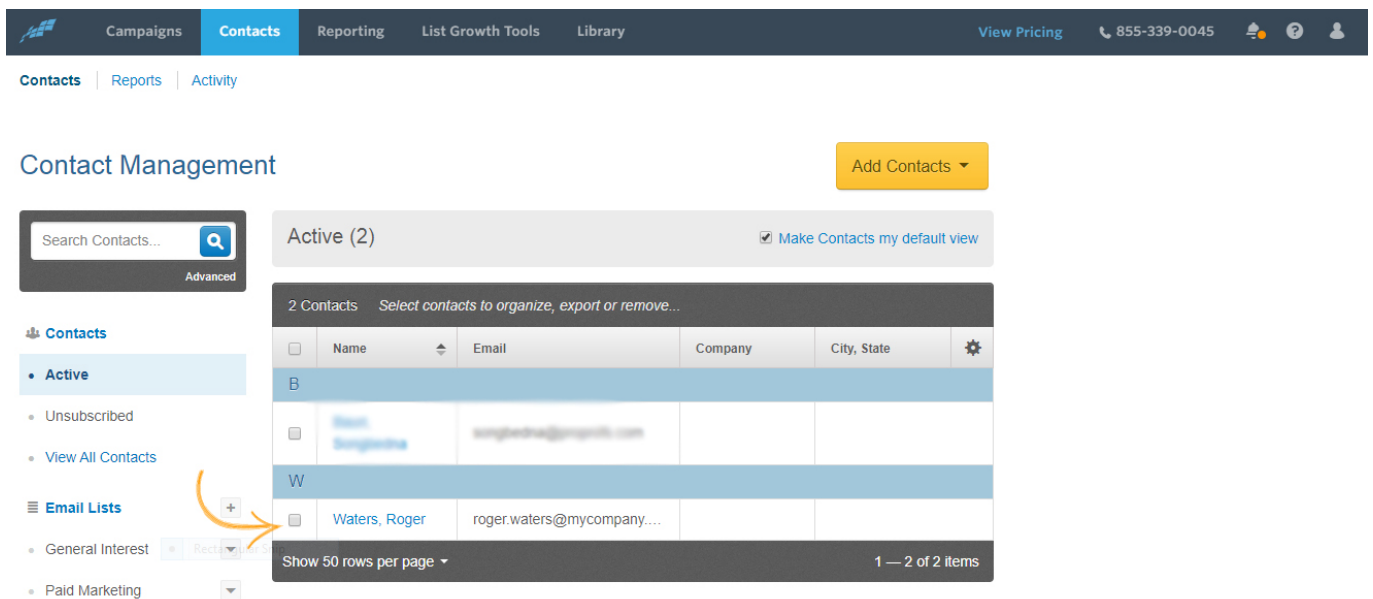 Campaigns Contacts Reporting List Growth Tools Library View Pricing 855-339-0045
Contacts Reports Activity
Contact Management
Add Contacts
Search Contacts...
Advanced
Active (2)
Make Contacts my default view
2 Contacts Select contacts to organize, export or remove...
Name Email Company City, State
B
W
Waters, Roger roger.waters@mycompany....
Show 50 rows per page 1 — 2 of 2 items
Contacts
Active
Unsubscribed
View All Contacts
Email Lists +
General Interest
Rectangular Snip
Paid Marketing